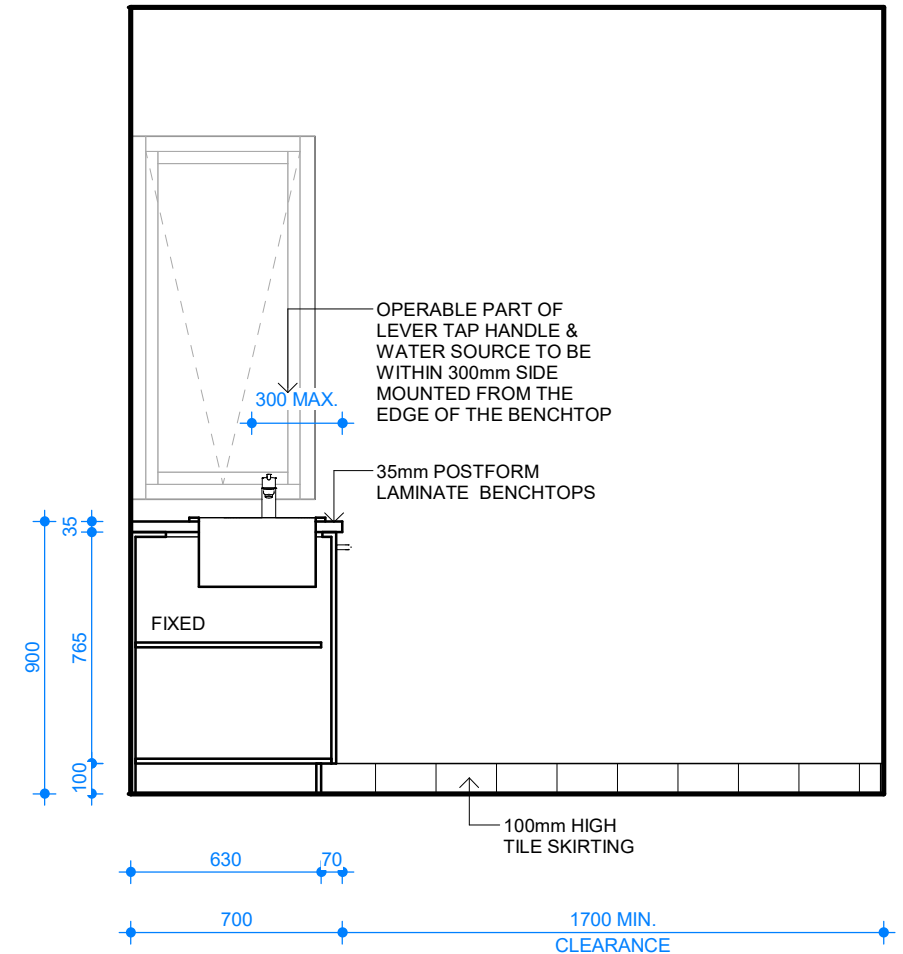 OPERABLE PART OF
LEVER TAP HANDLE &
WATER SOURCE TO BE
WITHIN 300mm SIDE
MOUNTED FROM THE
EDGE OF THE BENCHTOP
300 MAX.
35mm POSTFORM
LAMINATE BENCHTOPS
35
FIXED
765
900
100
100mm HIGH
TILE SKIRTING
630
70
700
1700 MIN.
CLEARANCE